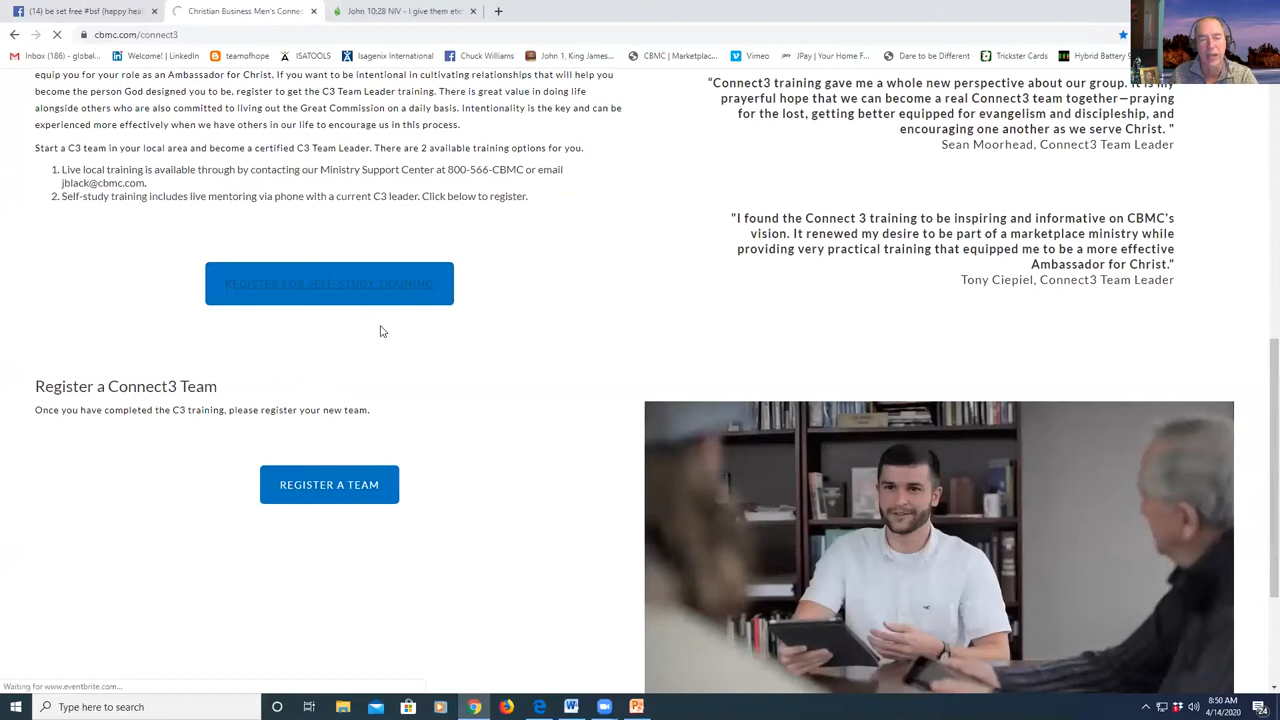 (14) be set free #bsf (happy hea
Christian Business Men's Connec
John 10:28 NIV - I give them ete
cbmc.com/connect3
Inbox (186) - global...
Welcome! | LinkedIn
teamofhope
ISATOOLS
Isagenix International
Chuck Williams
John 1, King James...
CBMC | Marketplac...
Vimeo
JPay | Your Home F...
Dare to be Different
Trickster Cards
Hybrid Battery
equip you for your role as an Ambassador for Christ. If you want to be intentional in cultivating relationships that will help you
become the person God designed you to be, register to get the C3 Team Leader training. There is great value in doing life
alongside others who are also committed to living out the Great Commission on a daily basis. Intentionality is the key and can be
experienced more effectively when we have others in our life to encourage us in this process.
Start a C3 team in your local area and become a certified C3 Team Leader. There are 2 available training options for you.
1. Live local training is available through by contacting our Ministry Support Center at 800-566-CBMC or email
jblack@cbmc.com.
2. Self-study training includes live mentoring via phone with a current C3 leader. Click below to register.
REGISTER FOR SELF-STUDY TRAINING
Register a Connect3 Team
Once you have completed the C3 training, please register your new team.
REGISTER A TEAM
“Connect3 training gave me a whole new perspective about our group. It is my
prayerful hope that we can become a real Connect3 team together—praying
for the lost, getting better equipped for evangelism and discipleship, and
encouraging one another as we serve Christ. "
Sean Moorhead, Connect3 Team Leader
"I found the Connect 3 training to be inspiring and informative on CBMC's
vision. It renewed my desire to be part of a marketplace ministry while
providing very practical training that equipped me to be a more effective
Ambassador for Christ."
Tony Ciepiel, Connect3 Team Leader
Waiting for www.eventbrite.com...
Type here to search
8:50 AM
4/14/2020
24